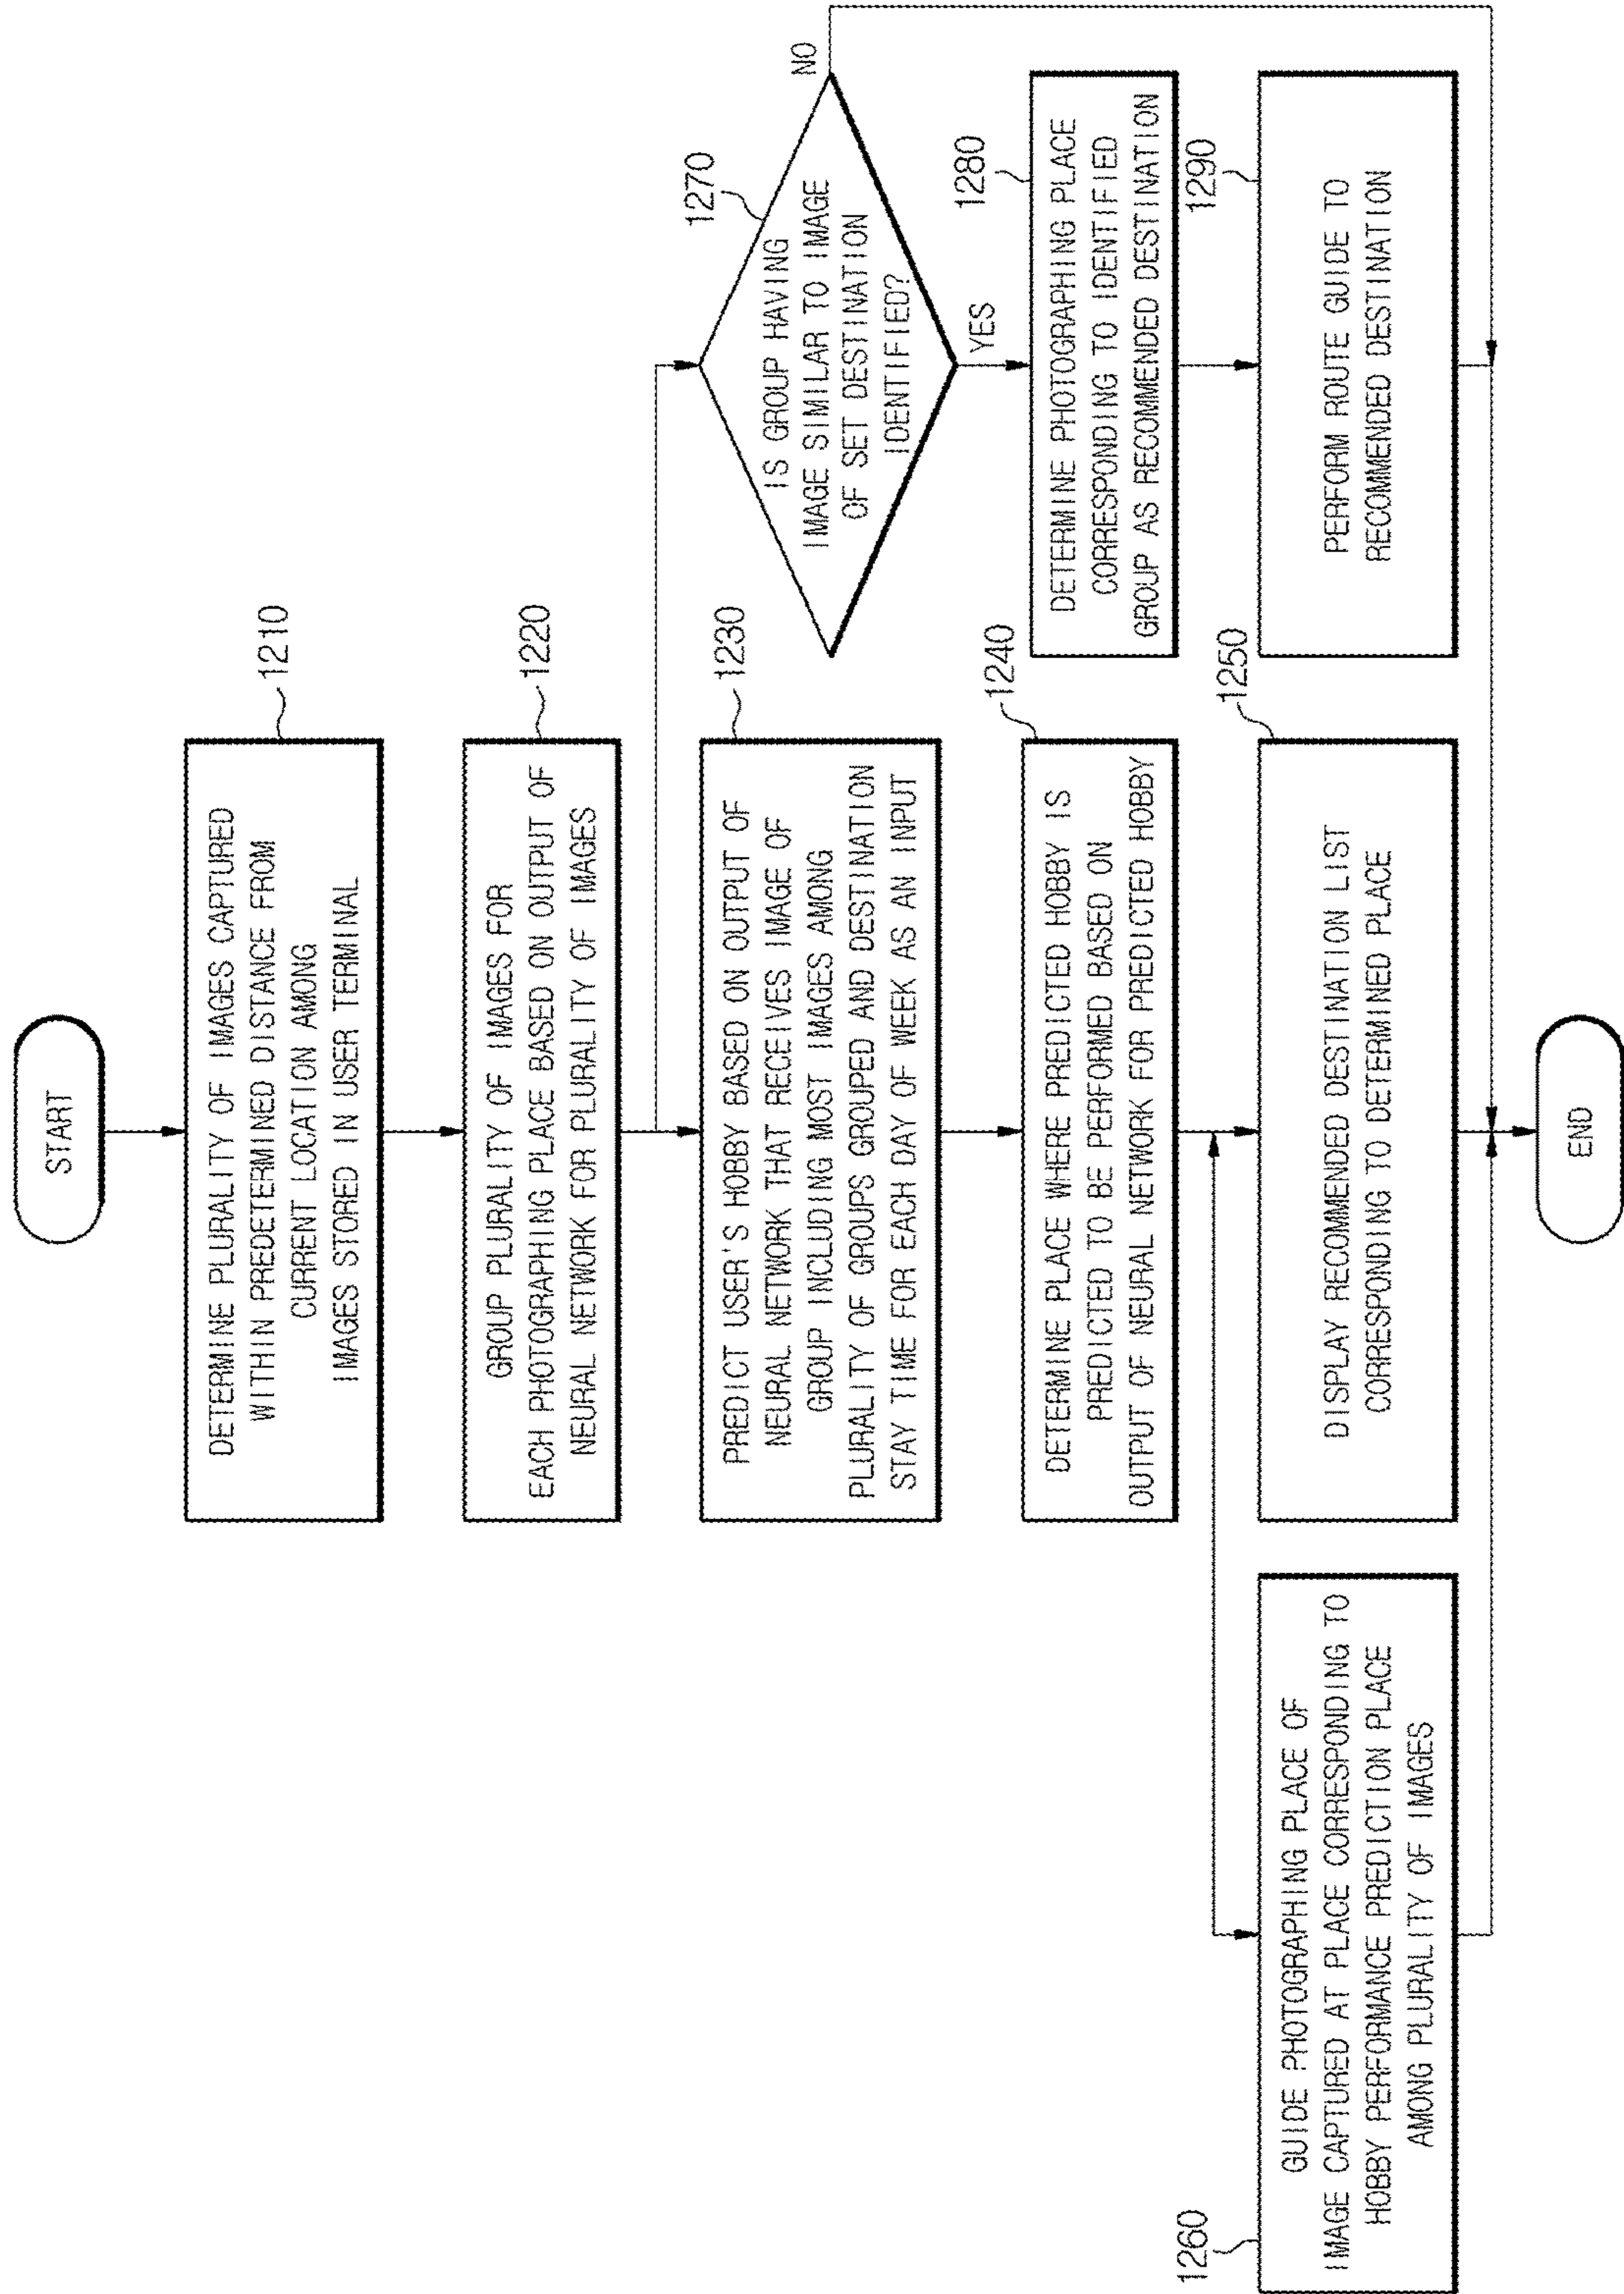 START
1210
DETERMINE PLURALITY OF IMAGES CAPTURED
WITHIN PREDETERMINED DISTANCE FROM
CURRENT LOCATION AMONG
IMAGES STORED IN USER TERMINAL
1220
GROUP PLURALITY OF IMAGES FOR
EACH PHOTOGRAPHING PLACE BASED ON OUTPUT OF
NEURAL NETWORK FOR PLURALITY OF IMAGES
1230
PREDICT USER'S HOBBY BASED ON OUTPUT OF
NEURAL NETWORK THAT RECEIVES IMAGE OF
GROUP INCLUDING MOST IMAGES AMONG
PLURALITY OF GROUPS GROUPED AND DESTINATION
STAY TIME FOR EACH DAY OF WEEK AS AN INPUT
1240
DETERMINE PLACE WHERE PREDICTED HOBBY IS
PREDICTED TO BE PERFORMED BASED ON
OUTPUT OF NEURAL NETWORK FOR PREDICTED HOBBY
1250
DISPLAY RECOMMENDED DESTINATION LIST
CORRESPONDING TO DETERMINED PLACE
1260
GUIDE PHOTOGRAPHING PLACE OF
IMAGE CAPTURED AT PLACE CORRESPONDING TO
HOBBY PERFORMANCE PREDICTION PLACE
AMONG PLURALITY OF IMAGES
1270
IS GROUP HAVING
IMAGE SIMILAR TO IMAGE
OF SET DESTINATION
IDENTIFIED?
NO
YES
1280
DETERMINE PHOTOGRAPHING PLACE
CORRESPONDING TO IDENTIFIED
GROUP AS RECOMMENDED DESTINATION
1290
PERFORM ROUTE GUIDE TO
RECOMMENDED DESTINATION
END